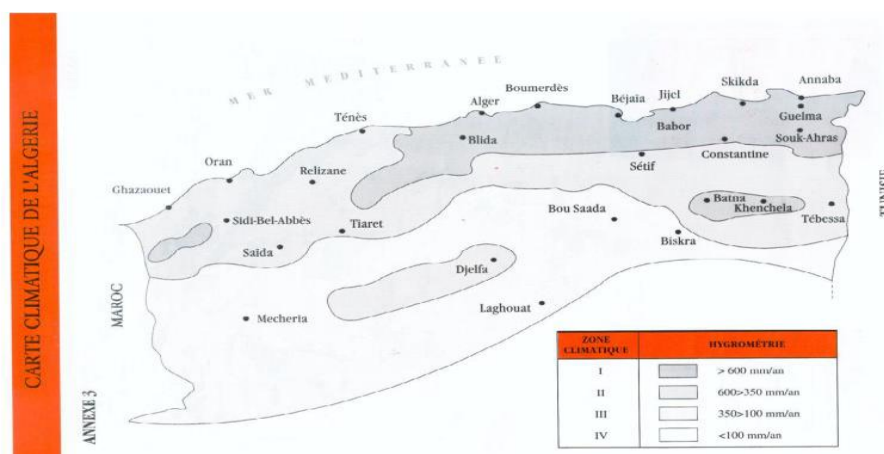 CARTE CLIMATIQUE DE L'ALGERIE
ANNEXE 3
MER MEDITERRANÉE
MAROC
TUNISIE
Ghazaouet
Oran
Ténès
Alger
Boumerdès
Béjaia
Jijel
Skikda
Annaba
Guelma
Souk-Ahras
Blida
Babor
Constantine
Sétif
Relizane
Sidi-Bel-Abbès
Tiaret
Saïda
Bou Saada
Batna
Khenchela
Tébessa
Biskra
Djelfa
Laghouat
Mecheria
ZONE CLIMATIQUE HYGROMÉTRIE
I > 600 mm/an
II 600>350 mm/an
III 350>100 mm/an
IV <100 mm/an